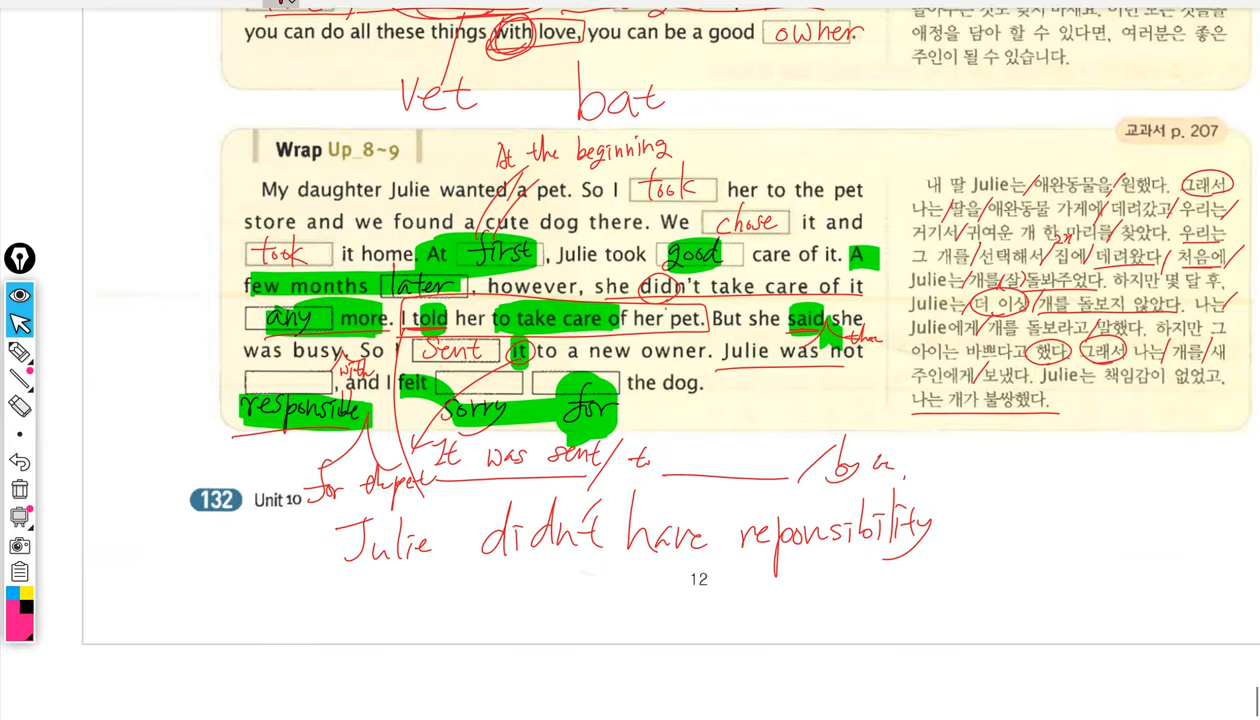 you can do all these things with love, you can be a good owner.
애정을 담아 할 수 있다면, 여러분은 좋은
주인이 될 수 있습니다.
vet bat
교과서 p. 207
Wrap Up_8~9
At the beginning
My daughter Julie wanted a pet. So I took her to the pet
store and we found a cute dog there. We chose it and
took it home. At first, Julie took good care of it. A
few months later, however, she didn't take care of it
any more. I told her to take care of her pet. But she said she
was busy. So I sent it to a new owner. Julie was not
with
, and I felt the dog.
responsible sorry for
내 딸 Julie는 애완동물을 원했다. 그래서
나는 딸을 애완동물 가게에 데려갔고 우리는
거기서 귀여운 개 한 마리를 찾았다. 우리는
그 개를 선택해서 집에 데려왔다. 처음에
Julie는 개를 잘 돌봐주었다. 하지만 몇 달 후,
Julie는 더 이상 개를 돌보지 않았다. 나는
Julie에게 개를 돌보라고 말했다. 하지만 그
아이는 바쁘다고 했다. 그래서 나는 개를 새
주인에게 보냈다. Julie는 책임감이 없었고,
나는 개가 불쌍했다.
It was sent / to / by
for
132 Unit 10
Julie didn't have reponsibility
12